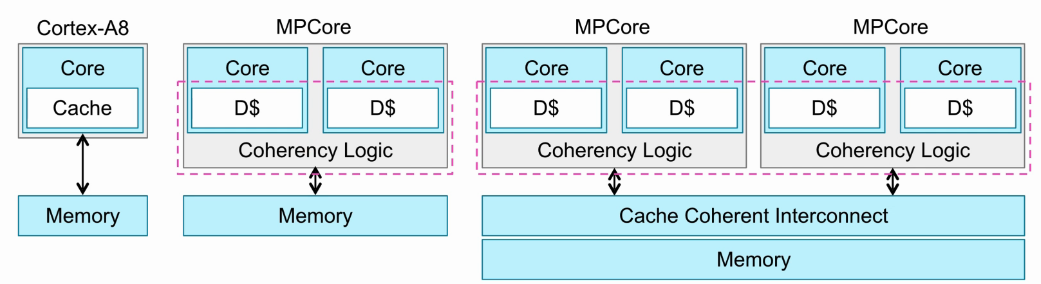 Cortex-A8
Core
Cache
Memory
MPCore
Core Core
D$ D$
Coherency Logic
Memory
MPCore MPCore
Core Core Core Core
D$ D$ D$ D$
Coherency Logic Coherency Logic
Cache Coherent Interconnect
Memory